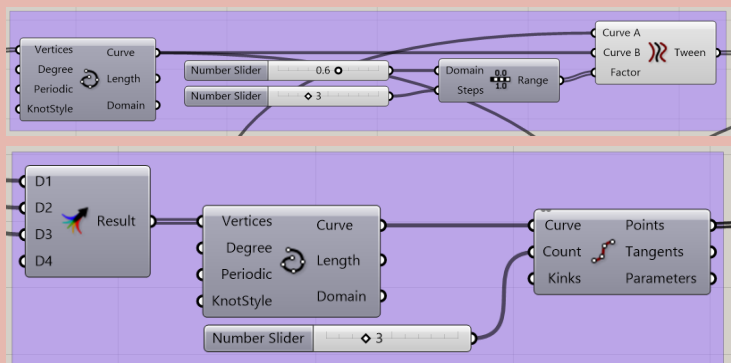 Vertices Curve
Degree Length
Periodic
KnotStyle Domain
Number Slider 0.6
Number Slider 3
Domain 0.0 1.0 Range
Steps
Curve A
Curve B Tween
Factor
D1
D2
D3
D4
Result
Vertices Curve
Degree Length
Periodic
KnotStyle Domain
Number Slider 3
Curve Points
Count Tangents
Kinks Parameters